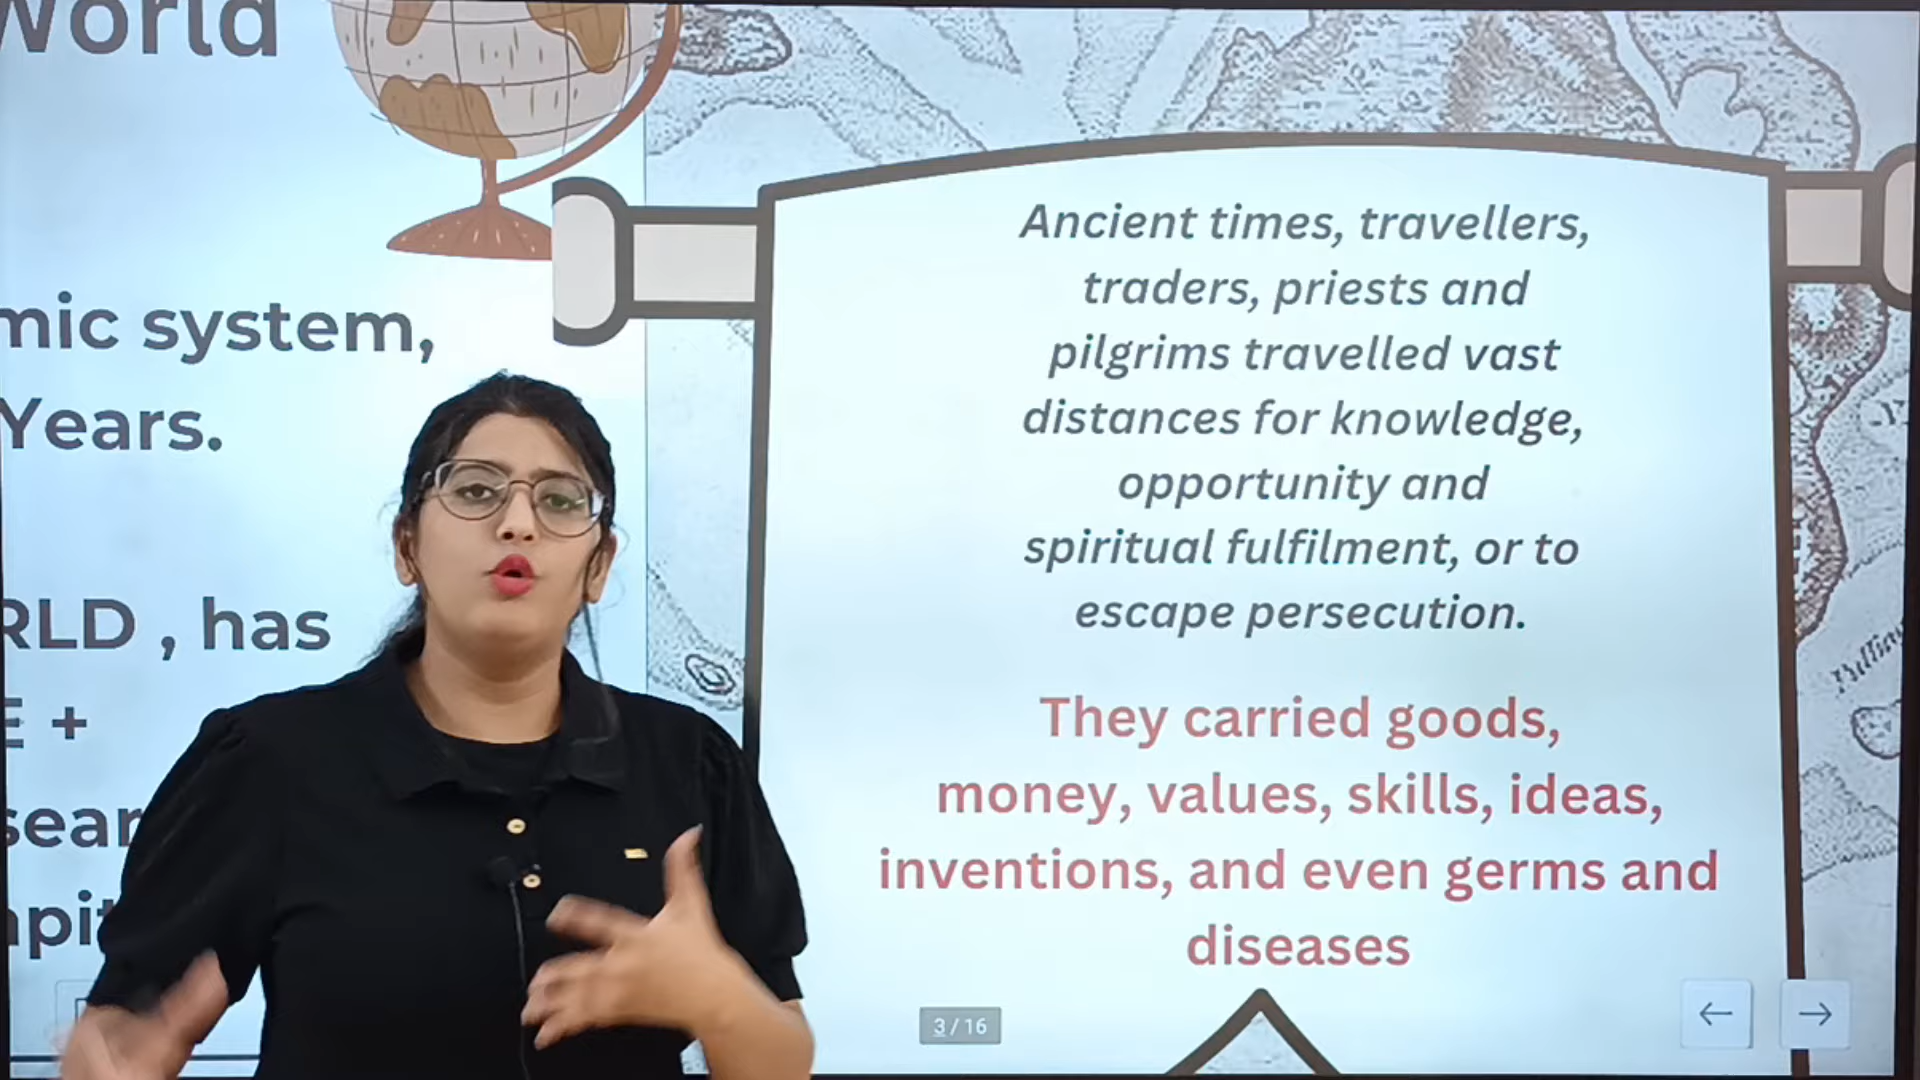 World
mic system,
Years.
RLD , has
E +
sear
apit
Ancient times, travellers,
traders, priests and
pilgrims travelled vast
distances for knowledge,
opportunity and
spiritual fulfilment, or to
escape persecution.
They carried goods,
money, values, skills, ideas,
inventions, and even germs and
diseases
3 / 16